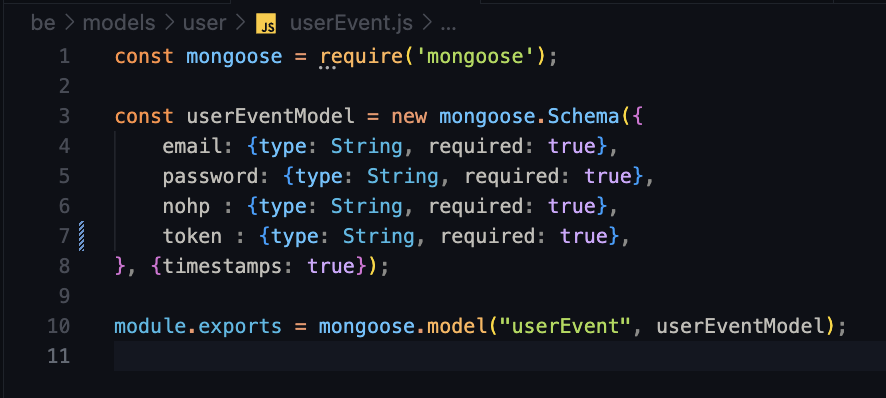 be > models > user > JS userEvent.js > ...
1 const mongoose = require('mongoose');
2
3 const userEventModel = new mongoose.Schema({
4     email: {type: String, required: true},
5     password: {type: String, required: true},
6     nohp : {type: String, required: true},
7     token : {type: String, required: true},
8 }, {timestamps: true});
9
10 module.exports = mongoose.model("userEvent", userEventModel);
11